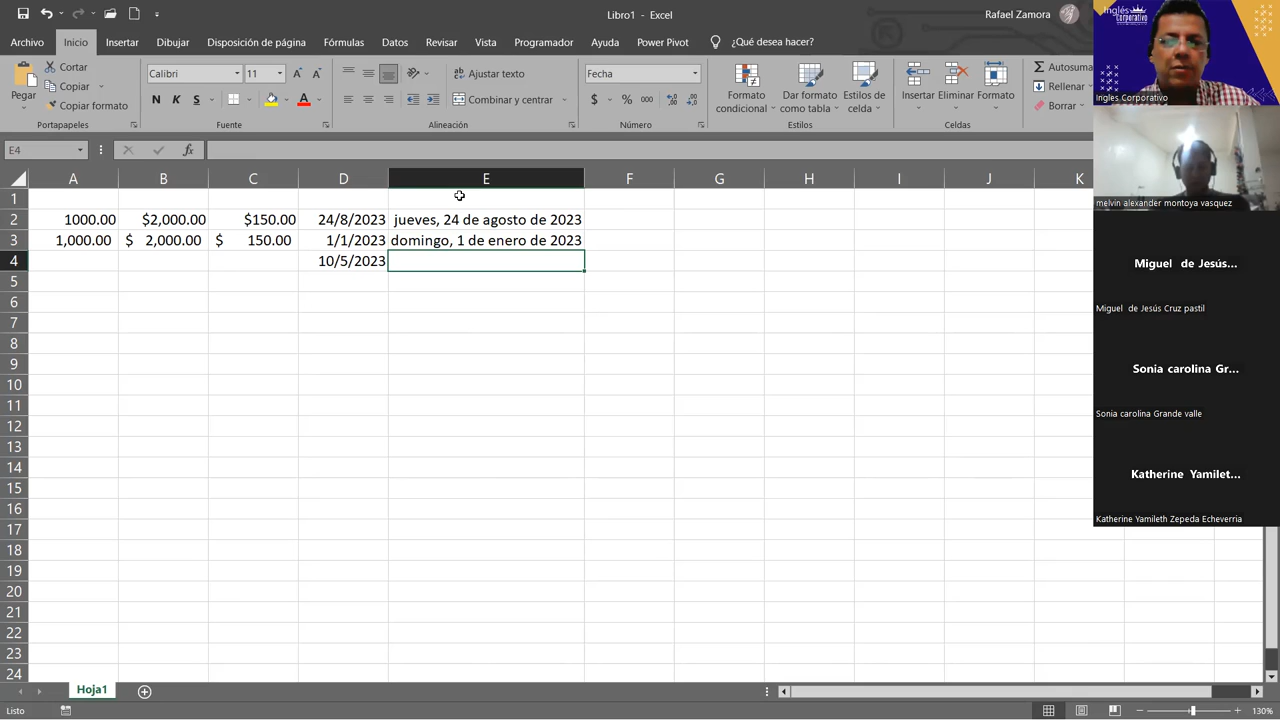 Libro1 - Excel
Rafael Zamora
Archivo Inicio Insertar Dibujar Disposición de página Fórmulas Datos Revisar Vista Programador Ayuda Power Pivot ¿Qué desea hacer?
Pegar
Cortar
Copiar
Copiar formato
Portapapeles
Calibri 11
N K S
Fuente
Ajustar texto
Combinar y centrar
Alineación
Fecha
$ % 000
Número
Formato condicional
Dar formato como tabla
Estilos de celda
Estilos
Insertar Eliminar Formato
Celdas
Autosuma
Rellenar
Borrar
E4
A B C D E F G H I J K
1
2 1000.00 $2,000.00 $150.00 24/8/2023 jueves, 24 de agosto de 2023
3 1,000.00 $ 2,000.00 $ 150.00 1/1/2023 domingo, 1 de enero de 2023
4 10/5/2023
5
6
7
8
9
10
11
12
13
14
15
16
17
18
19
20
21
22
23
24
Hoja1
Listo
130%
Inglés Corporativo
Ingles Corporativo
melvin alexander montoya vasquez
Miguel de Jesús...
Miguel de Jesús Cruz pastil
Sonia carolina Gr...
Sonia carolina Grande valle
Katherine Yamilet...
Katherine Yamileth Zepeda Echeverria